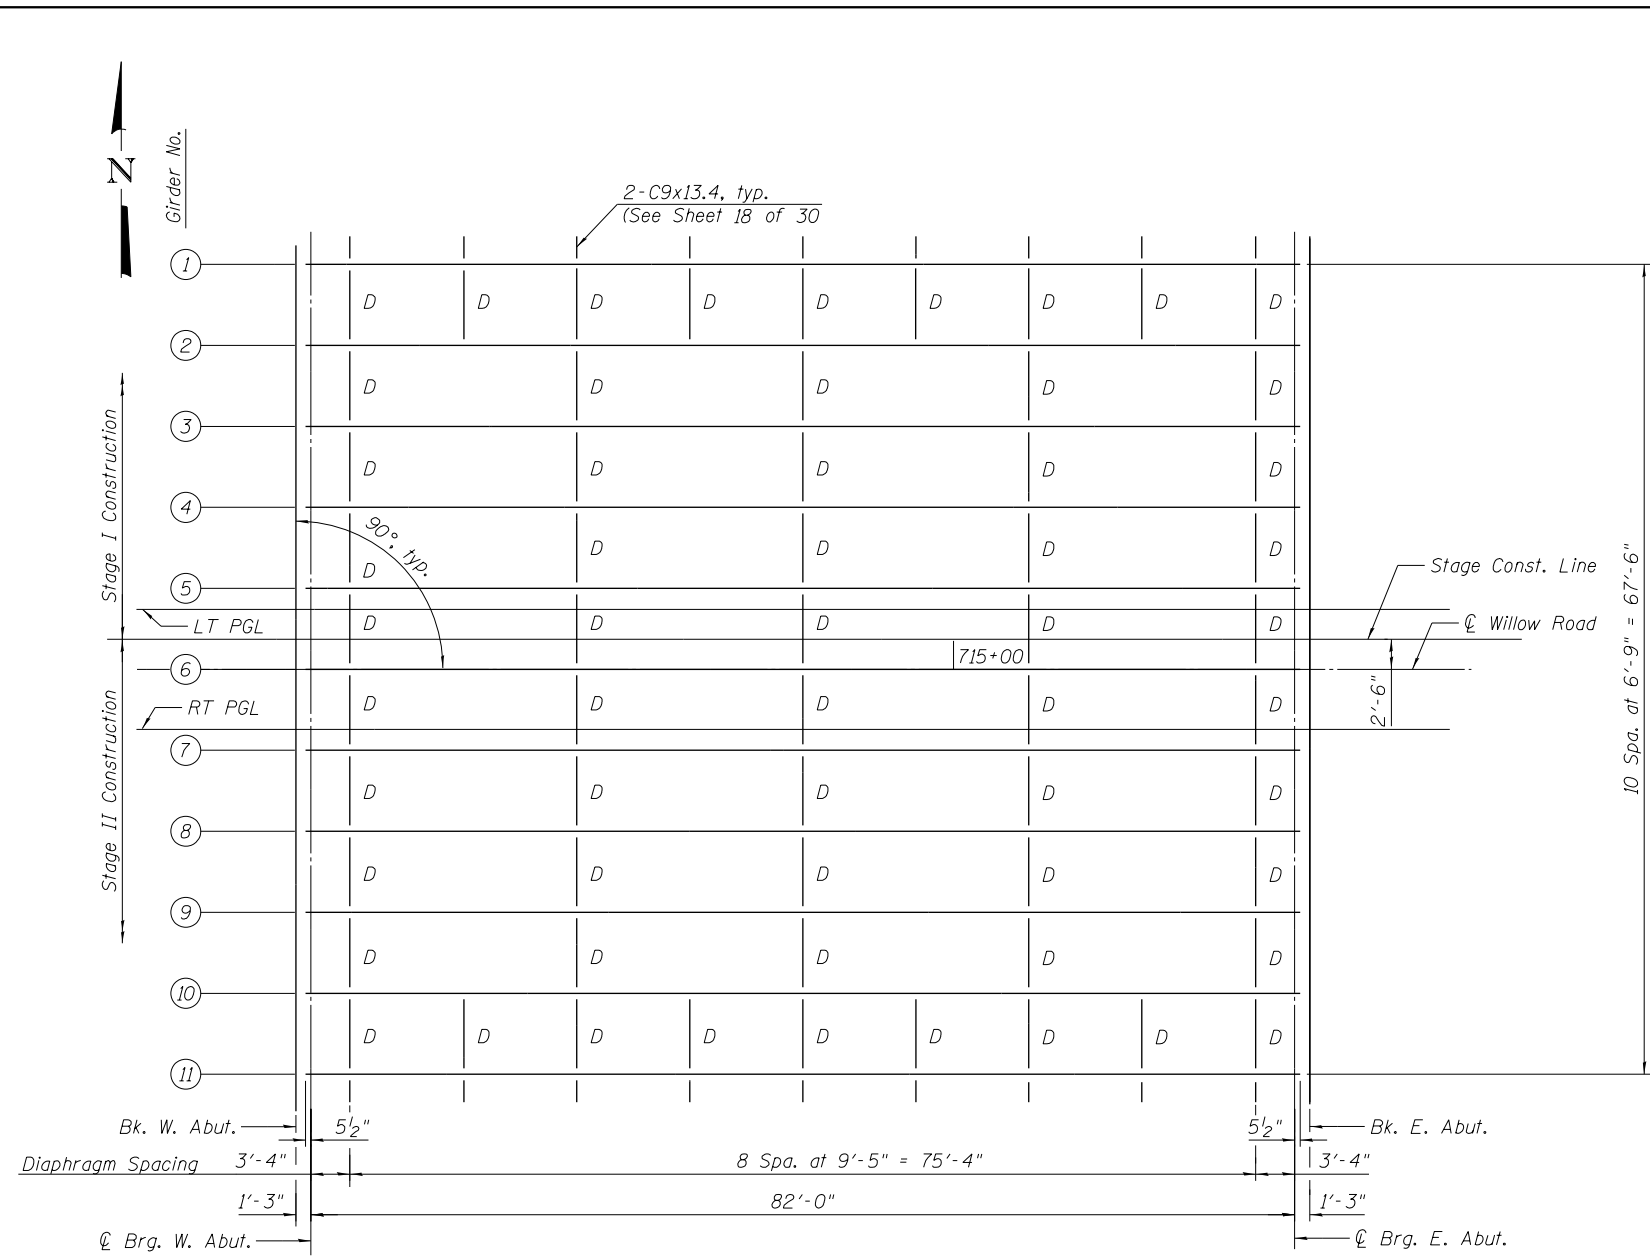 N
Girder No.
2-C9x13.4, typ.
(See Sheet 18 of 30
1
D D D D D D D D D
2
D D D D D
3
D D D D D
4
90°, typ.
D D D D D
5
Stage I Construction
Stage Const. Line
LT PGL
D D D D D
℄ Willow Road
715+00
6
2'-6"
10 Spa. at 6'-9" = 67'-6"
RT PGL
D D D D D
7
Stage II Construction
D D D D D
8
D D D D D
9
D D D D D
10
D D D D D D D D D
11
Bk. W. Abut.
5½"
5½"
Bk. E. Abut.
Diaphragm Spacing
3'-4"
8 Spa. at 9'-5" = 75'-4"
3'-4"
1'-3"
82'-0"
1'-3"
℄ Brg. W. Abut.
℄ Brg. E. Abut.